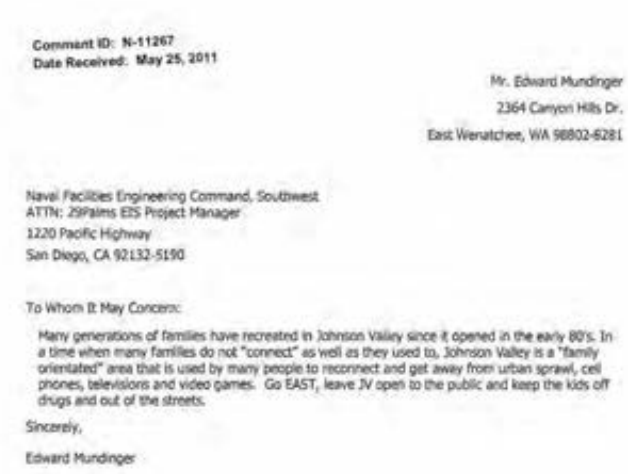 Comment ID: N-11267
Date Received: May 25, 2011
Mr. Edward Mundinger
2364 Canyon Hills Dr.
East Wenatchee, WA 98802-6281
Naval Facilities Engineering Command, Southwest
ATTN: 29Palms EIS Project Manager
1220 Pacific Highway
San Diego, CA 92132-5190
To Whom It May Concern:
Many generations of families have recreated in Johnson Valley since it opened in the early 80's. In
a time when many families do not "connect" as well as they used to, Johnson Valley is a "family
orientated" area that is used by many people to reconnect and get away from urban sprawl, cell
phones, televisions and video games. Go EAST, leave JV open to the public and keep the kids off
drugs and out of the streets.
Sincerely,
Edward Mundinger